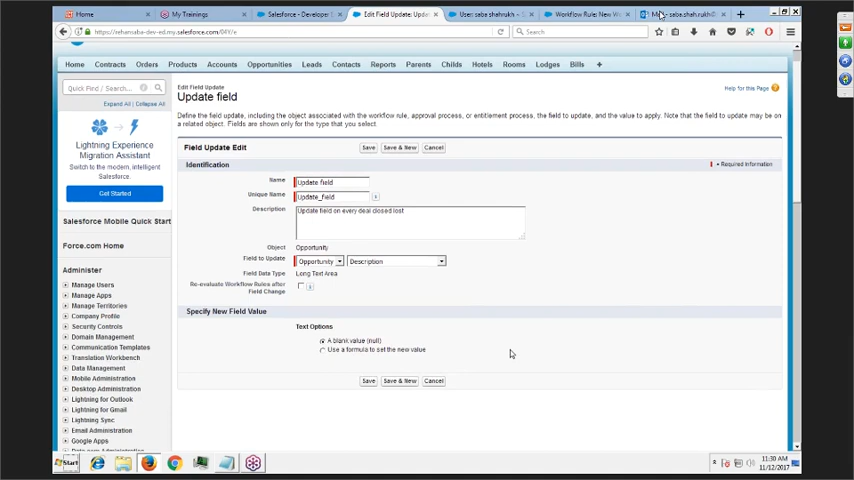 Home
My Trainings
Salesforce - Developer
Edit Field Update: Upda
User: saba shahrukh ~ S
Workflow Rule: New W
saba.shah.rukh@
https://rehansaba-dev-ed.my.salesforce.com/04Y/e
Search
Home Contracts Orders Products Accounts Opportunities Leads Contacts Reports Parents Childs Hotels Rooms Lodges Bills +
Quick Find / Search...
Expand All | Collapse All
Lightning Experience
Migration Assistant
Switch to the modern, intelligent
Salesforce.
Get Started
Salesforce Mobile Quick Start
Force.com Home
Administer
Manage Users
Manage Apps
Manage Territories
Company Profile
Security Controls
Domain Management
Communication Templates
Translation Workbench
Data Management
Mobile Administration
Desktop Administration
Lightning for Outlook
Lightning for Gmail
Lightning Sync
Email Administration
Google Apps
Edit Field Update
Update field
Help for this Page
Define the field update, including the object associated with the workflow rule, approval process, or entitlement process, the field to update, and the value to apply. Note that the field to update may be on
a related object. Fields are shown only for the type that you select.
Field Update Edit
Save Save & New Cancel
Identification
= Required Information
Name Update field
Unique Name Update_field
Description Update field on every deal closed lost
Object Opportunity
Field to Update Opportunity Description
Field Data Type Long Text Area
Re-evaluate Workflow Rules after
Field Change
Specify New Field Value
Text Options
A blank value (null)
Use a formula to set the new value
Save Save & New Cancel
Start
11:30 AM
11/12/2017